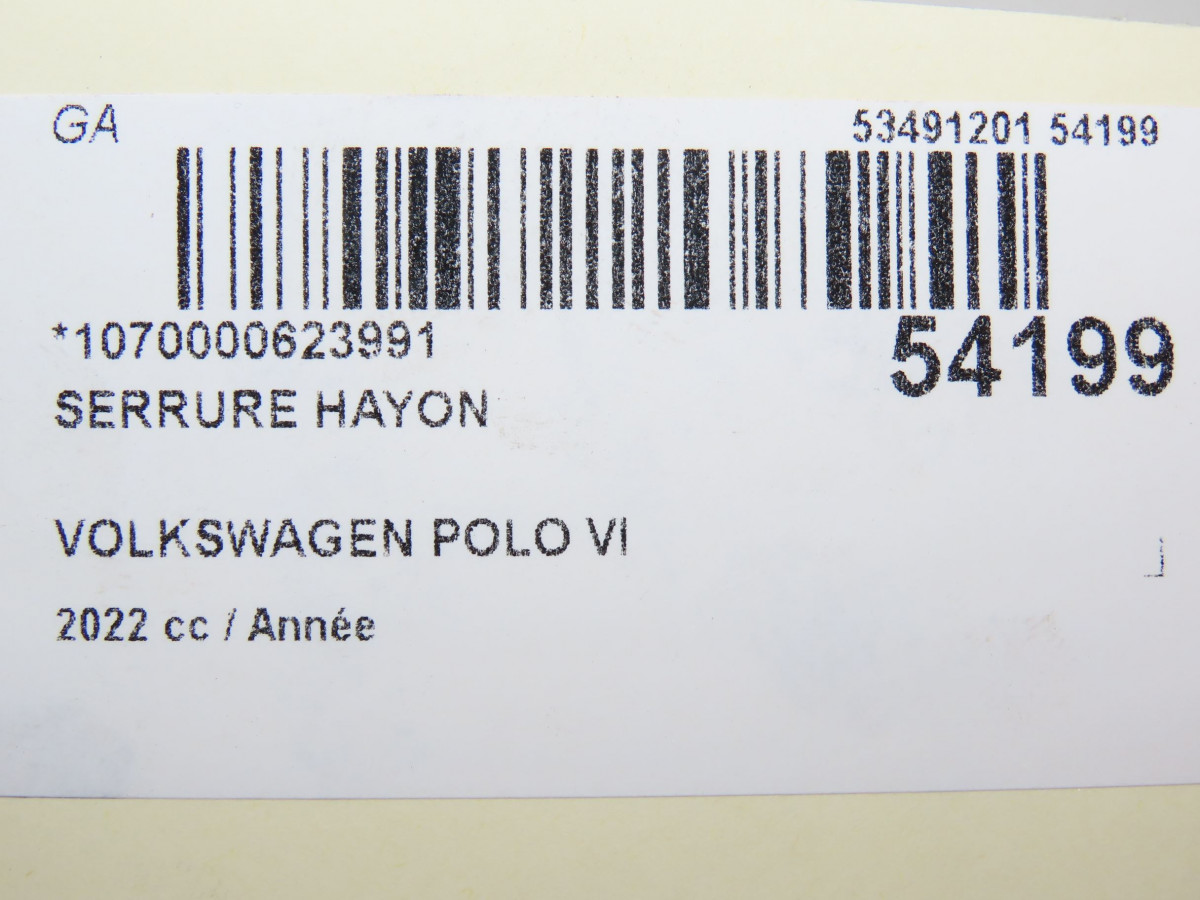 GA 53491201 54199
*1070000623991 54199
SERRURE HAYON
VOLKSWAGEN POLO VI
2022 cc / Année